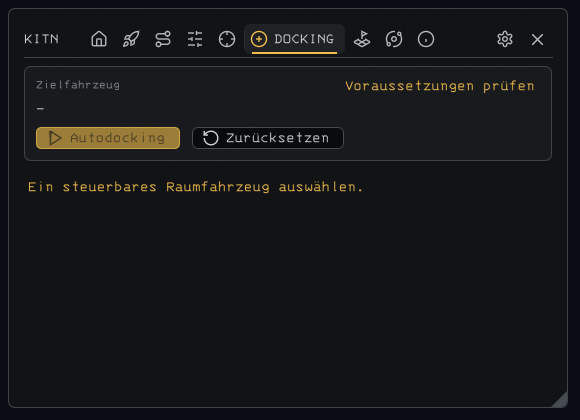 KITN DOCKING
Zielfahrzeug
Voraussetzungen prüfen
–
Autodocking Zurücksetzen
Ein steuerbares Raumfahrzeug auswählen.